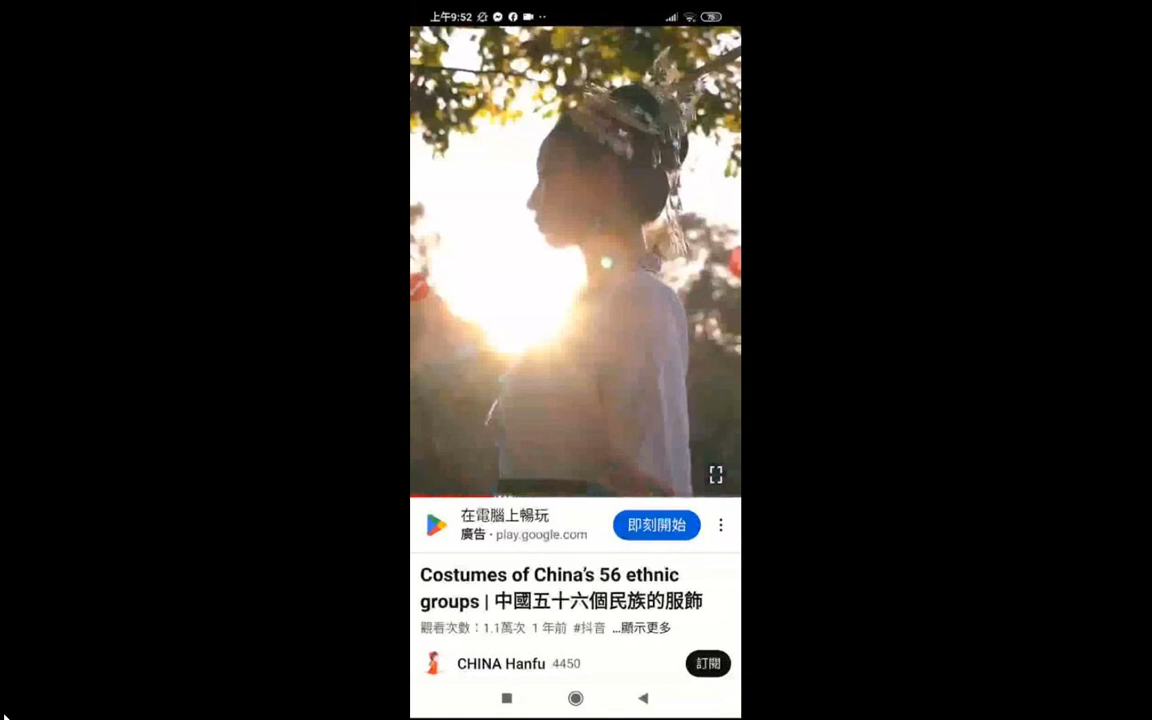 上午9:52
在電腦上暢玩
廣告 · play.google.com
即刻開始
Costumes of China's 56 ethnic
groups | 中國五十六個民族的服飾
觀看次數：1.1萬次 1 年前 #抖音 ...顯示更多
CHINA Hanfu 4450
訂閱